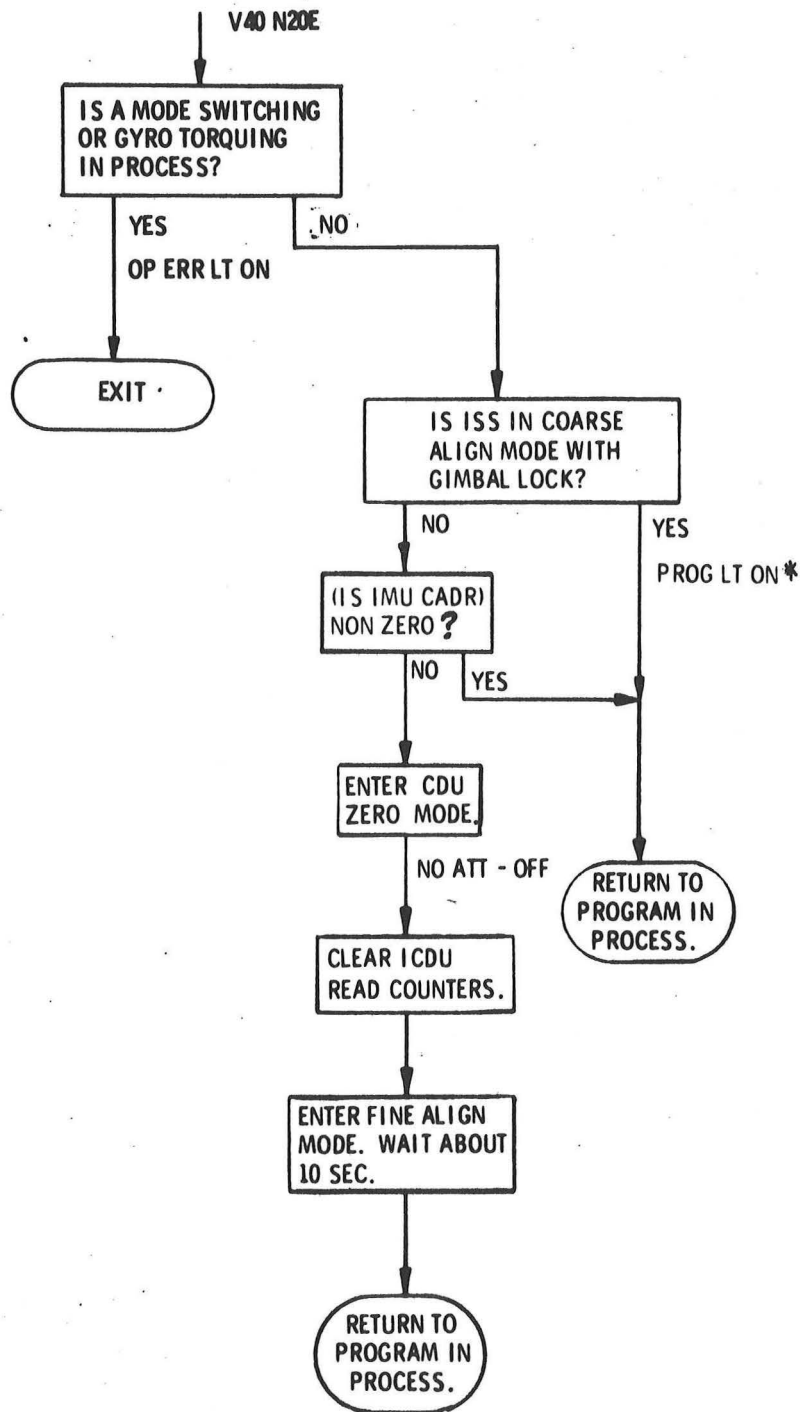 V40 N20E
IS A MODE SWITCHING
OR GYRO TORQUING
IN PROCESS?
YES
NO
OP ERR LT ON
EXIT
IS ISS IN COARSE
ALIGN MODE WITH
GIMBAL LOCK?
NO
YES
PROG LT ON*
(IS IMU CADR)
NON ZERO?
NO
YES
ENTER CDU
ZERO MODE.
NO ATT - OFF
RETURN TO
PROGRAM IN
PROCESS.
CLEAR ICDU
READ COUNTERS.
ENTER FINE ALIGN
MODE. WAIT ABOUT
10 SEC.
RETURN TO
PROGRAM IN
PROCESS.